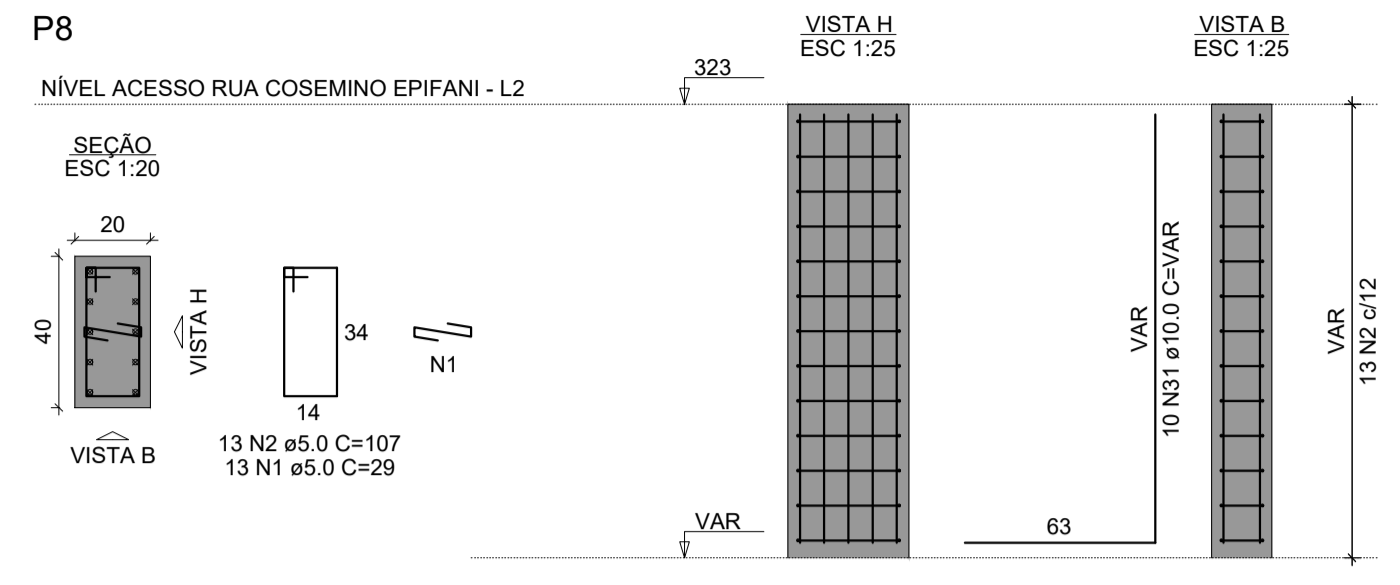 P8
NÍVEL ACESSO RUA COSEMINO EPIFANI - L2
SEÇÃO
ESC 1:20
20
40
VISTA H
VISTA B
34
14
13 N2 ø5.0 C=107
13 N1 ø5.0 C=29
N1
323
VAR
VISTA H
ESC 1:25
63
VAR
10 N31 ø10.0 C=VAR
VISTA B
ESC 1:25
VAR
13 N2 c/12